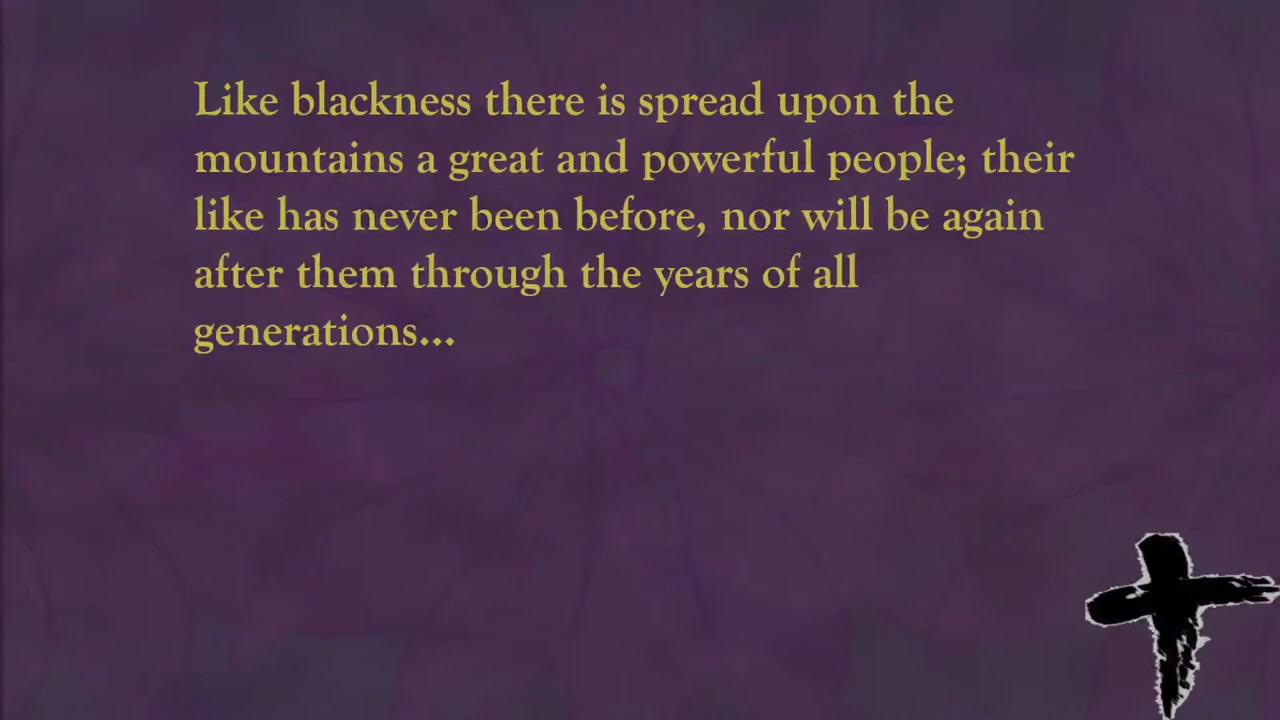 Like blackness there is spread upon the
mountains a great and powerful people; their
like has never been before, nor will be again
after them through the years of all
generations...